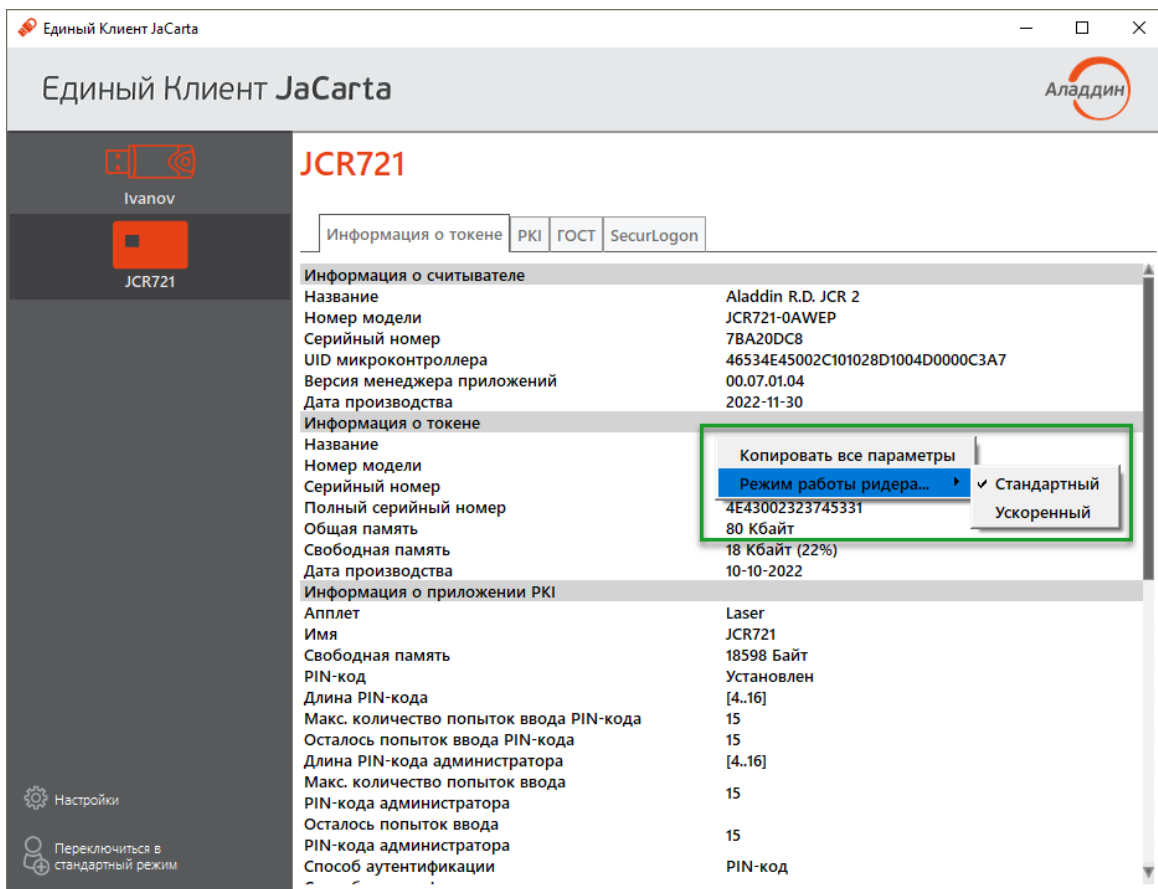 Единый Клиент JaCarta
Единый Клиент JaCarta
Аладдин
Ivanov
JCR721
Настройки
Переключиться в
стандартный режим
JCR721
Информация о токене PKI ГОСТ SecurLogon
Информация о считывателе
Название Aladdin R.D. JCR 2
Номер модели JCR721-0AWEP
Серийный номер 7BA20DC8
UID микроконтроллера 46534E45002C101028D1004D0000C3A7
Версия менеджера приложений 00.07.01.04
Дата производства 2022-11-30
Информация о токене
Название
Номер модели
Серийный номер
Копировать все параметры
Режим работы ридера...
Стандартный
Ускоренный
Полный серийный номер 4E43002323745331
Общая память 80 Кбайт
Свободная память 18 Кбайт (22%)
Дата производства 10-10-2022
Информация о приложении PKI
Апплет Laser
Имя JCR721
Свободная память 18598 Байт
PIN-код Установлен
Длина PIN-кода [4..16]
Макс. количество попыток ввода PIN-кода 15
Осталось попыток ввода PIN-кода 15
Длина PIN-кода администратора [4..16]
Макс. количество попыток ввода
PIN-кода администратора 15
Осталось попыток ввода
PIN-кода администратора 15
Способ аутентификации PIN-код